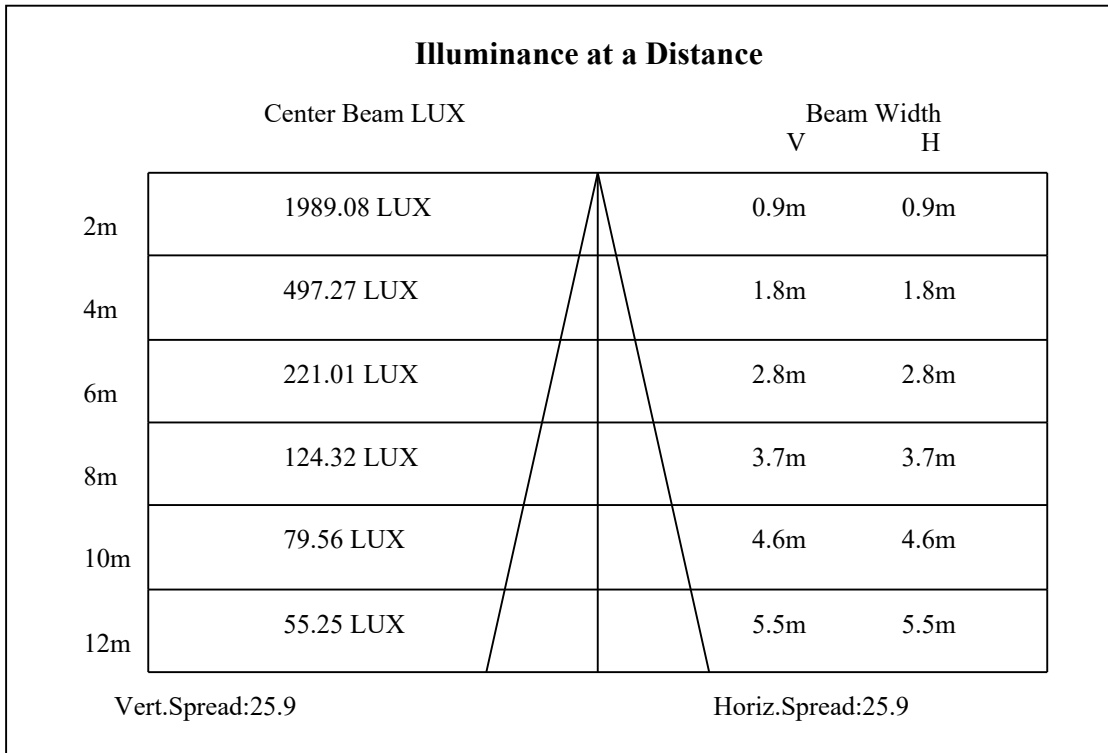 Illuminance at a Distance
Center Beam LUX Beam Width
V H
2m 1989.08 LUX 0.9m 0.9m
4m 497.27 LUX 1.8m 1.8m
6m 221.01 LUX 2.8m 2.8m
8m 124.32 LUX 3.7m 3.7m
10m 79.56 LUX 4.6m 4.6m
12m 55.25 LUX 5.5m 5.5m
Vert.Spread:25.9 Horiz.Spread:25.9